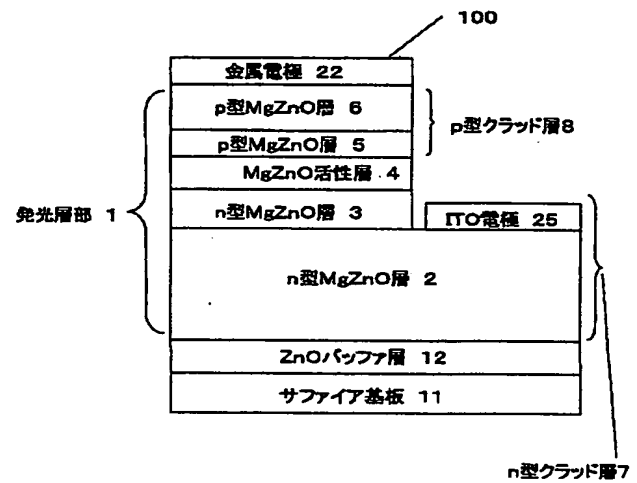 100
金属電極 22
p型MgZnO層 6
p型クラッド層8
p型MgZnO層 5
MgZnO活性層 4
発光層部 1
n型MgZnO層 3
ITO電極 25
n型MgZnO層 2
ZnOバッファ層 12
サファイア基板 11
n型クラッド層7